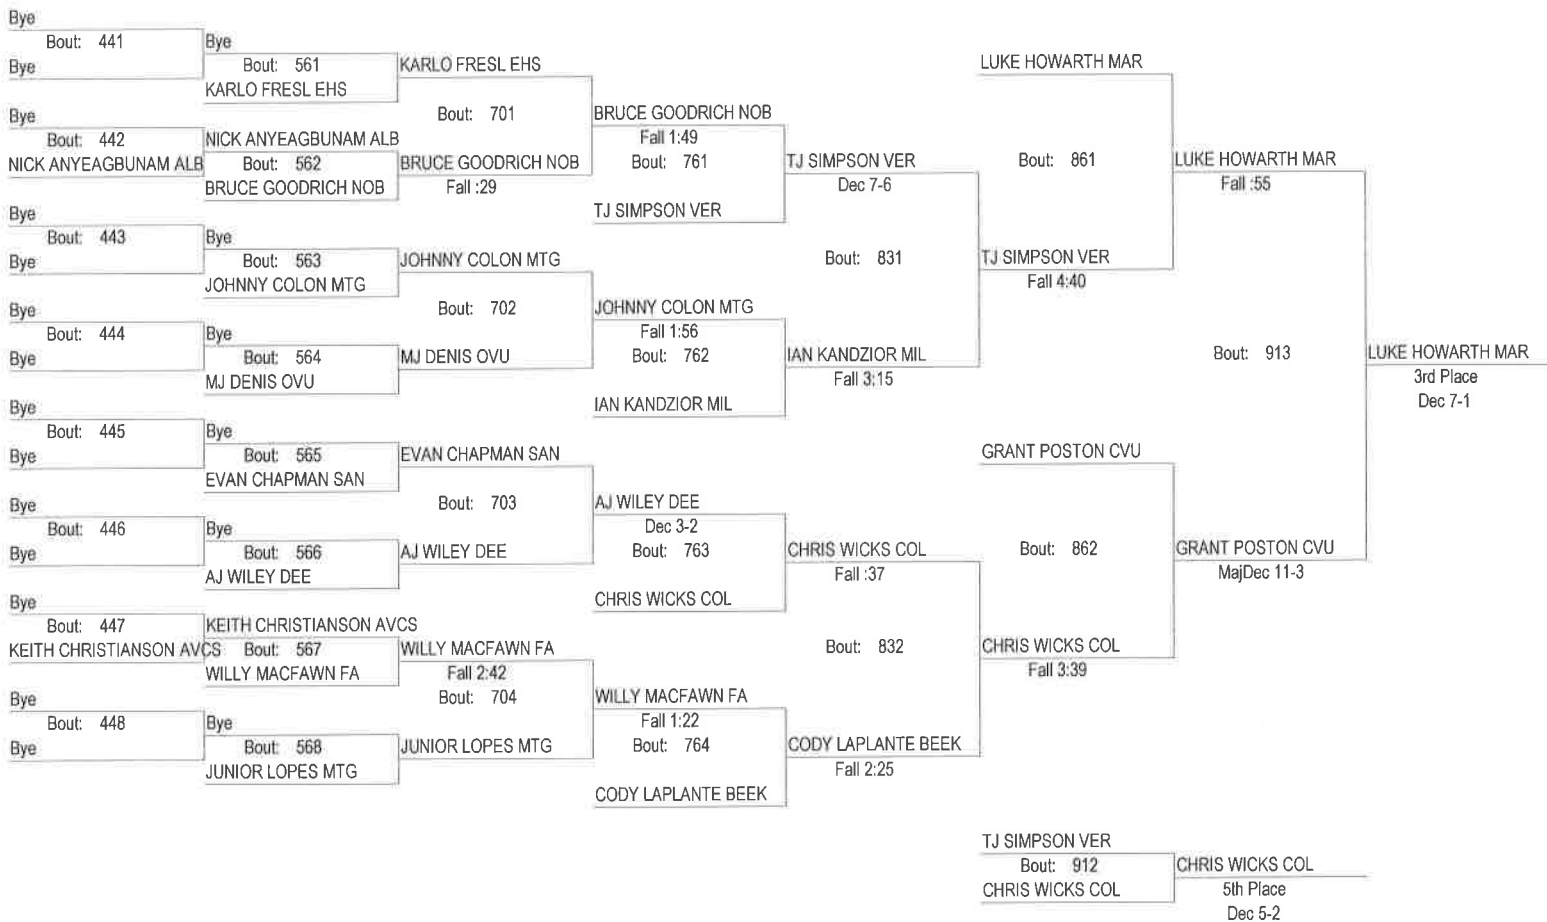 Bye
Bout: 441
Bye
Bye
Bout: 442
NICK ANYEAGBUNAM ALB
Bye
Bout: 443
Bye
Bye
Bout: 444
Bye
Bye
Bout: 445
Bye
Bye
Bout: 446
Bye
Bye
Bout: 447
KEITH CHRISTIANSON AVCS
Bye
Bout: 448
Bye
Bye
Bout: 561
KARLO FRESL EHS
NICK ANYEAGBUNAM ALB
Bout: 562
BRUCE GOODRICH NOB
Bye
Bout: 563
JOHNNY COLON MTG
Bye
Bout: 564
MJ DENIS OVU
Bye
Bout: 565
EVAN CHAPMAN SAN
Bye
Bout: 566
AJ WILEY DEE
KEITH CHRISTIANSON AVCS
Bout: 567
WILLY MACFAWN FA
Bye
Bout: 568
JUNIOR LOPES MTG
KARLO FRESL EHS
Bout: 701
BRUCE GOODRICH NOB
Fall :29
JOHNNY COLON MTG
Bout: 702
MJ DENIS OVU
EVAN CHAPMAN SAN
Bout: 703
AJ WILEY DEE
WILLY MACFAWN FA
Fall 2:42
Bout: 704
JUNIOR LOPES MTG
BRUCE GOODRICH NOB
Fall 1:49
Bout: 761
TJ SIMPSON VER
JOHNNY COLON MTG
Fall 1:56
Bout: 762
IAN KANDZIOR MIL
AJ WILEY DEE
Dec 3-2
Bout: 763
CHRIS WICKS COL
WILLY MACFAWN FA
Fall 1:22
Bout: 764
CODY LAPLANTE BEEK
TJ SIMPSON VER
Dec 7-6
Bout: 831
IAN KANDZIOR MIL
Fall 3:15
CHRIS WICKS COL
Fall :37
Bout: 832
CODY LAPLANTE BEEK
Fall 2:25
LUKE HOWARTH MAR
Bout: 861
TJ SIMPSON VER
Fall 4:40
GRANT POSTON CVU
Bout: 862
CHRIS WICKS COL
Fall 3:39
LUKE HOWARTH MAR
Fall :55
Bout: 913
GRANT POSTON CVU
MajDec 11-3
LUKE HOWARTH MAR
3rd Place
Dec 7-1
TJ SIMPSON VER
Bout: 912
CHRIS WICKS COL
CHRIS WICKS COL
5th Place
Dec 5-2